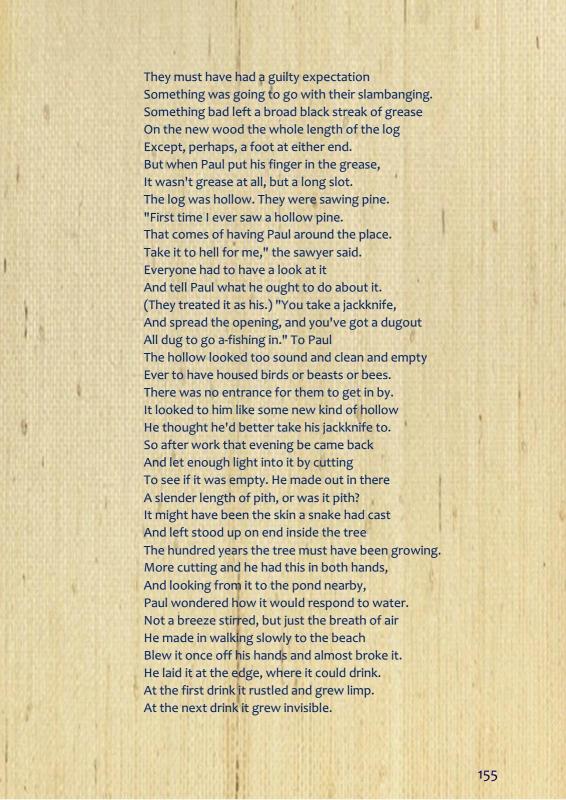 They must have had a guilty expectation
Something was going to go with their slambanging.
Something bad left a broad black streak of grease
On the new wood the whole length of the log
Except, perhaps, a foot at either end.
But when Paul put his finger in the grease,
It wasn't grease at all, but a long slot.
The log was hollow. They were sawing pine.
"First time I ever saw a hollow pine.
That comes of having Paul around the place.
Take it to hell for me," the sawyer said.
Everyone had to have a look at it
And tell Paul what he ought to do about it.
(They treated it as his.) "You take a jackknife,
And spread the opening, and you've got a dugout
All dug to go a-fishing in." To Paul
The hollow looked too sound and clean and empty
Ever to have housed birds or beasts or bees.
There was no entrance for them to get in by.
It looked to him like some new kind of hollow
He thought he'd better take his jackknife to.
So after work that evening be came back
And let enough light into it by cutting
To see if it was empty. He made out in there
A slender length of pith, or was it pith?
It might have been the skin a snake had cast
And left stood up on end inside the tree
The hundred years the tree must have been growing.
More cutting and he had this in both hands,
And looking from it to the pond nearby,
Paul wondered how it would respond to water.
Not a breeze stirred, but just the breath of air
He made in walking slowly to the beach
Blew it once off his hands and almost broke it.
He laid it at the edge, where it could drink.
At the first drink it rustled and grew limp.
At the next drink it grew invisible.
155